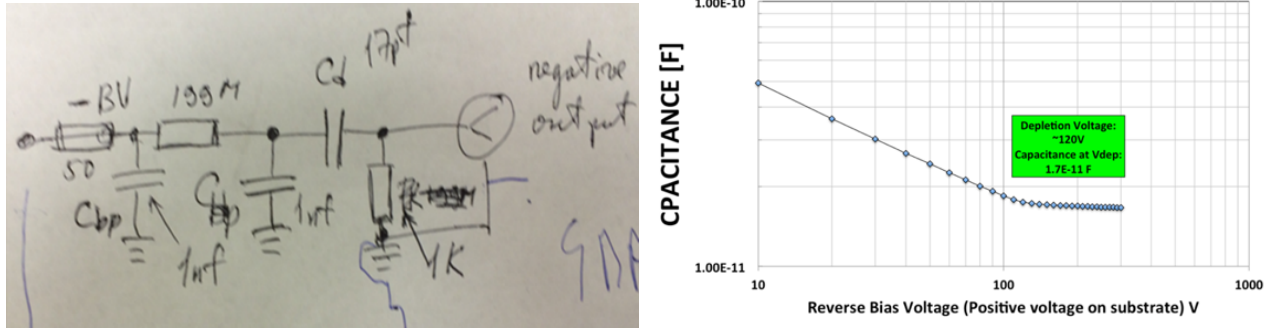 -BV
199M
Cd
17pf
negative
output
50
Cbp
1nf
1nf
1K
1.00E-10
CPACITANCE [F]
1.00E-11
Depletion Voltage:
~120V
Capacitance at Vdep:
1.7E-11 F
10
100
1000
Reverse Bias Voltage (Positive voltage on substrate) V